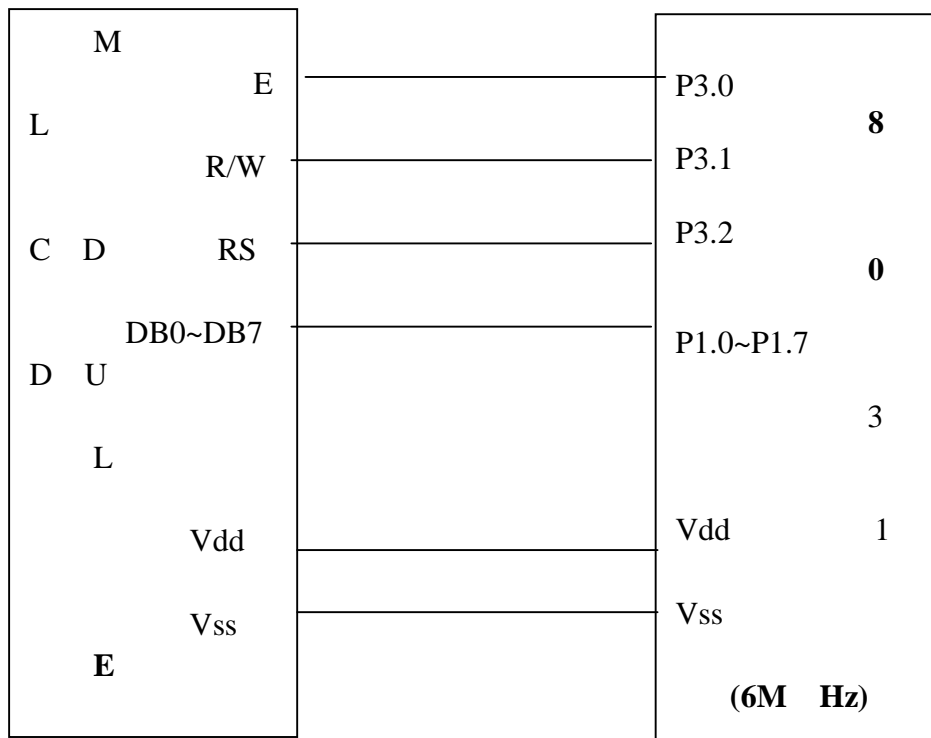 M
E P3.0
L 8
R/W P3.1
C D RS P3.2
0
DB0~DB7 P1.0~P1.7
D U
3
L
Vdd Vdd 1
Vss Vss
E
(6M Hz)